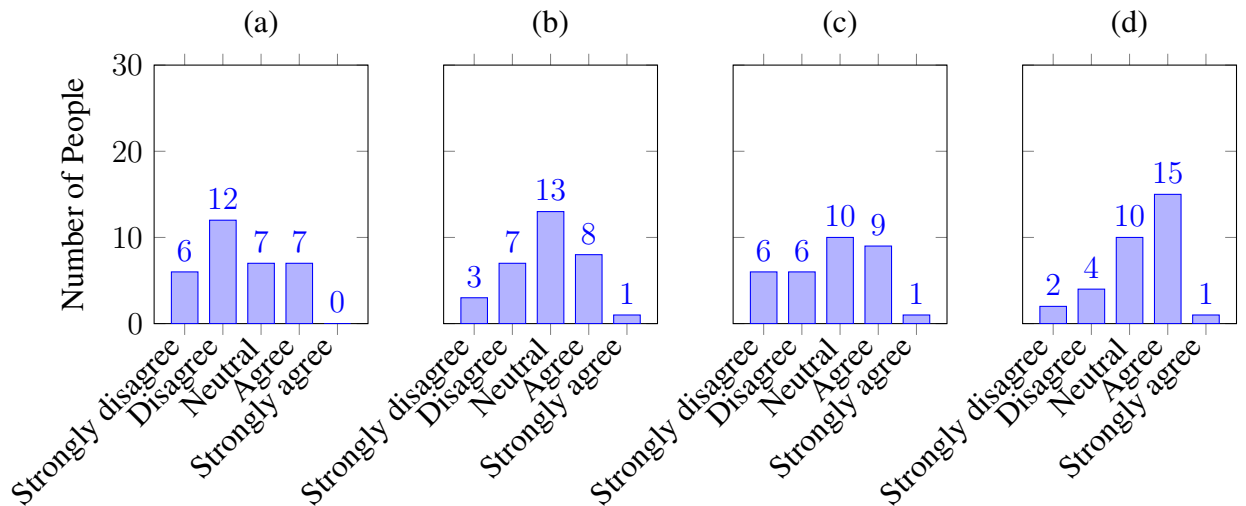 (a) (b) (c) (d)
Number of People
30
20
10
0
6 12 7 7 0
3 7 13 8 1
6 6 10 9 1
2 4 10 15 1
Strongly disagree
Disagree
Neutral
Agree
Strongly agree
Strongly disagree
Disagree
Neutral
Agree
Strongly agree
Strongly disagree
Disagree
Neutral
Agree
Strongly agree
Strongly disagree
Disagree
Neutral
Agree
Strongly agree